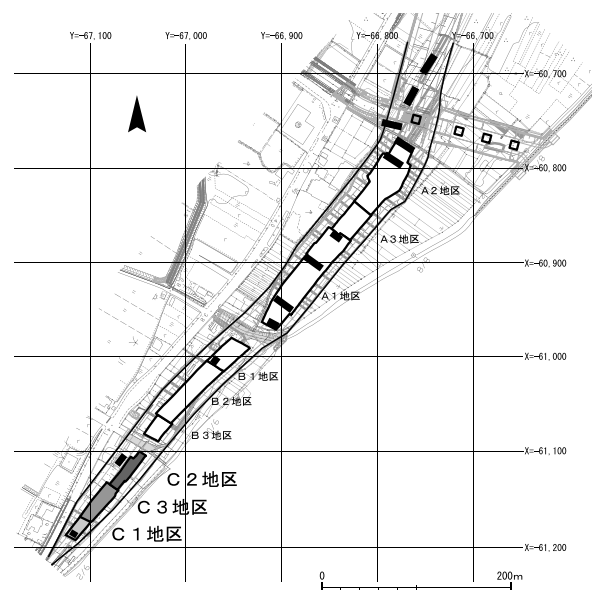 Y=-67,100 Y=-67,000 Y=-66,900 Y=-66,800 Y=-66,700
X=-60,700
X=-60,800
A2地区
A3地区
X=-60,900
A1地区
X=-61,000
B1地区
B2地区
B3地区
X=-61,100
C2地区
C3地区
C1地区
X=-61,200
0 200m